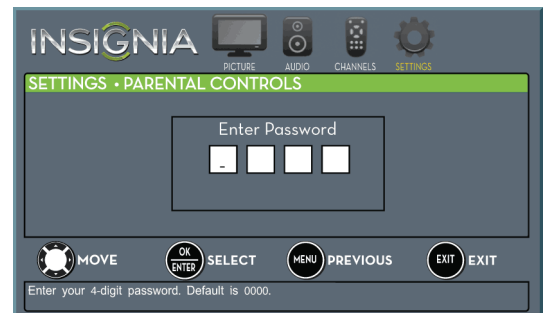 INSIGNIA
PICTURE AUDIO CHANNELS SETTINGS
SETTINGS • PARENTAL CONTROLS
Enter Password
_
MOVE OK ENTER SELECT MENU PREVIOUS EXIT EXIT
Enter your 4-digit password. Default is 0000.